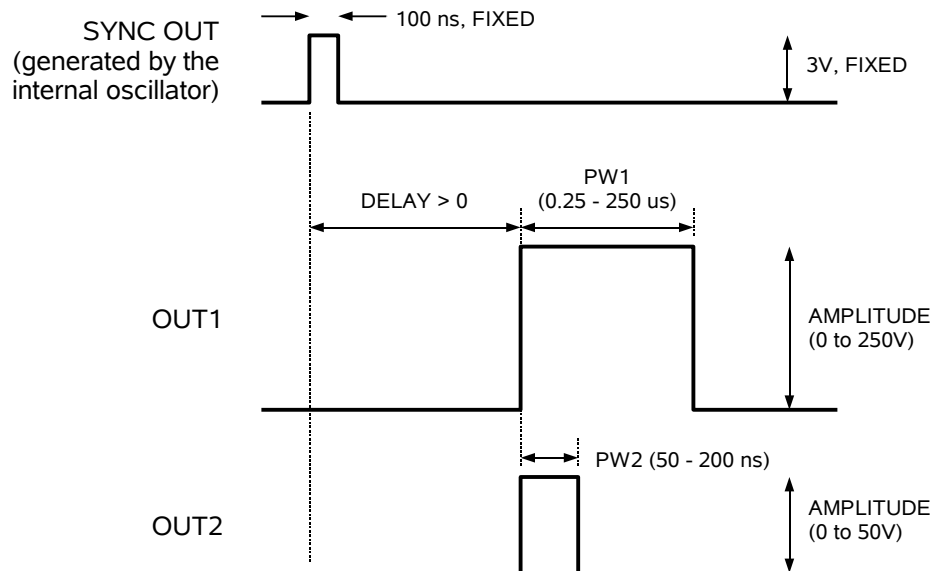 100 ns, FIXED
SYNC OUT
(generated by the
internal oscillator)
3V, FIXED
PW1
(0.25 - 250 us)
DELAY > 0
OUT1
AMPLITUDE
(0 to 250V)
PW2 (50 - 200 ns)
OUT2
AMPLITUDE
(0 to 50V)